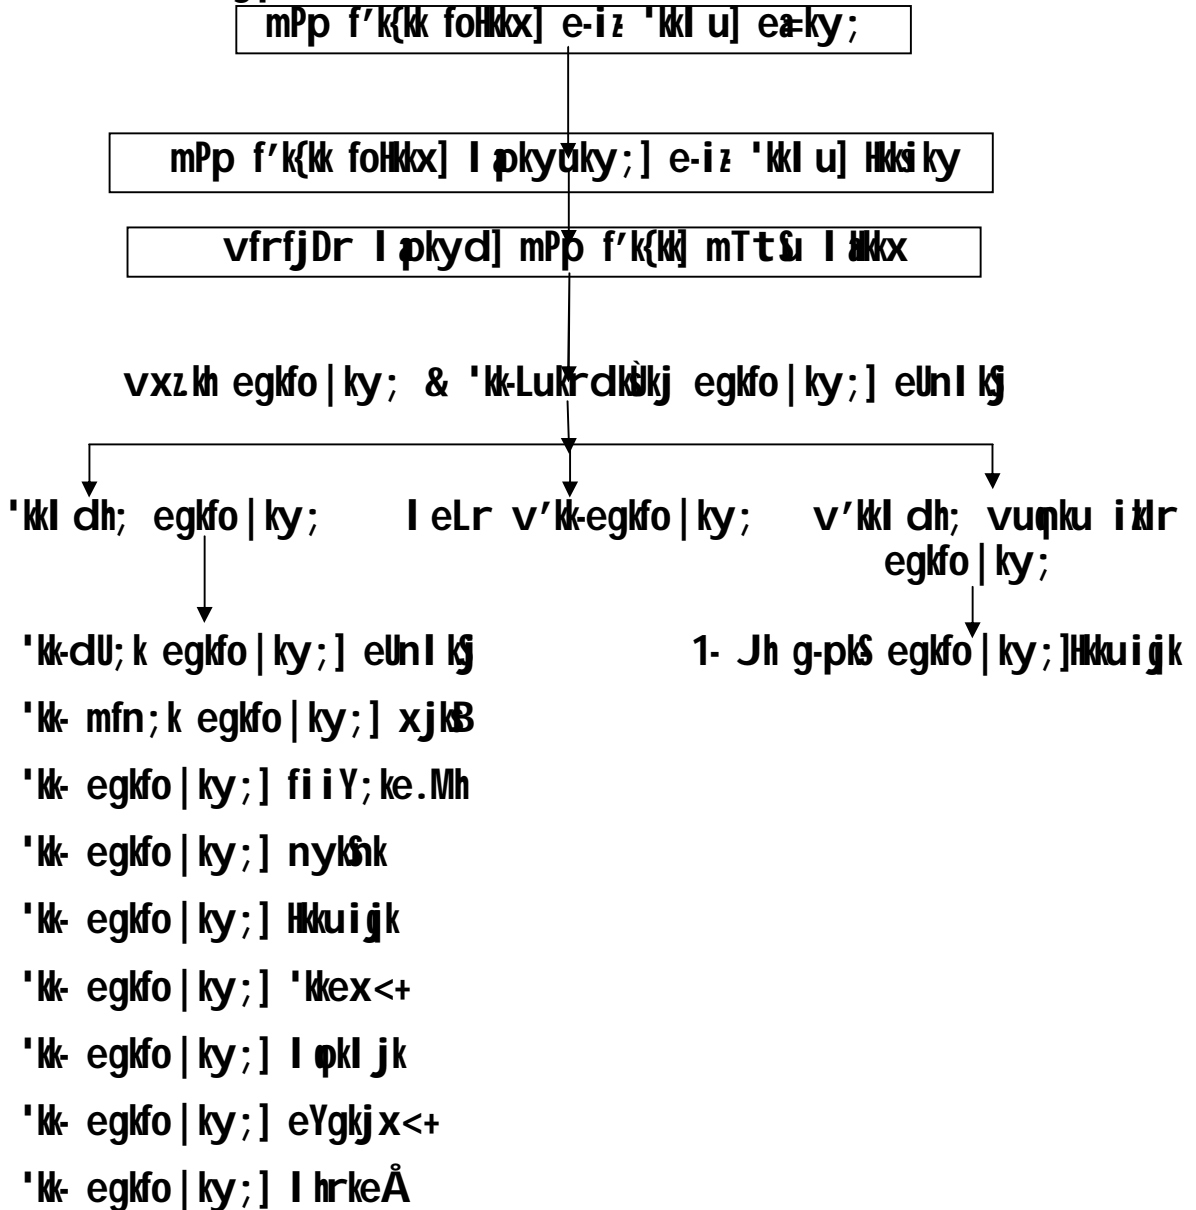 mPp f'k{kk foHkkx] e-iz- 'kklu] ea=ky;
mPp f'k{kk foHkkx] lapkyuky;] e-iz- 'kklu] Hkksiky
vfrfjDr lapkyd] mPp f'k{kk] mTtSu laHkkx
vxz.kh egkfo|ky; & 'kk-LukrdksÙkj egkfo|ky;] eUnlkSj
'kkldh; egkfo|ky; leLr v'kk-egkfo|ky; v'kkldh; vuqnku izkIr
egkfo|ky;
'kk-dU;k egkfo|ky;] eUnlkSj 1- Jh g-pkS egkfo|ky;]Hkkuiqjk
'kk- mfn;k egkfo|ky;] xjksB
'kk- egkfo|ky;] fiiY;ke.Mh
'kk- egkfo|ky;] nykSnk
'kk- egkfo|ky;] Hkkuiqjk
'kk- egkfo|ky;] 'kkex<+
'kk- egkfo|ky;] lqokljk
'kk- egkfo|ky;] eYgkjx<+
'kk- egkfo|ky;] lhrkeÅ